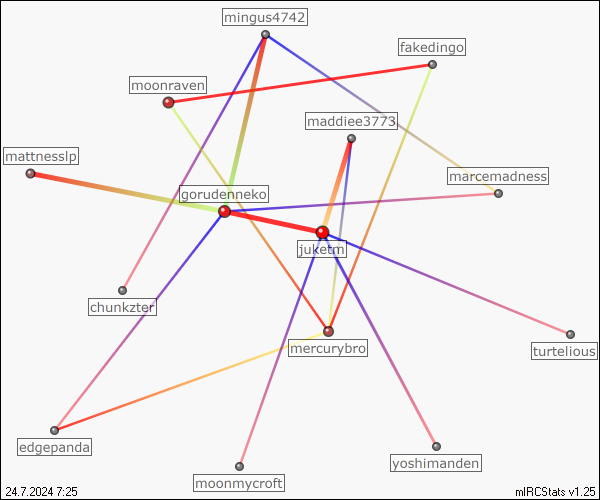 mingus4742
fakedingo
moonraven
maddiee3773
mattnesslp
marcemadness
gorudenneko
juketm
chunkzter
mercurybro
turtelious
edgepanda
yoshimanden
moonmycroft
24.7.2024 7:25
mIRCStats v1.25